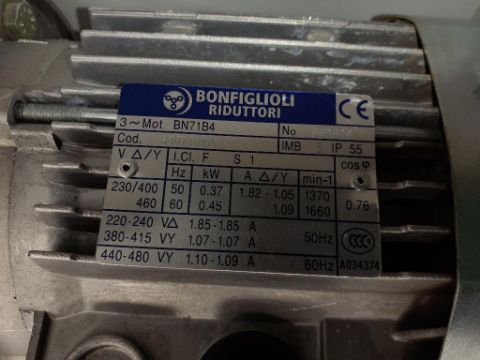 BONFIGLIOLI
RIDUTTORI
CE
3~Mot BN71B4 No
Cod. IMB IP 55
V Δ/Y I.Cl. F S 1 cos φ
Hz kW A Δ/Y min-1
230/400 50 0.37 1.82 - 1.05 1370 0.76
460 60 0.45 1.09 1660
220-240 VΔ 1.85-1.85 A
380-415 VY 1.07-1.07 A 50Hz
440-480 VY 1.10-1.09 A 60Hz
CCC
A034374